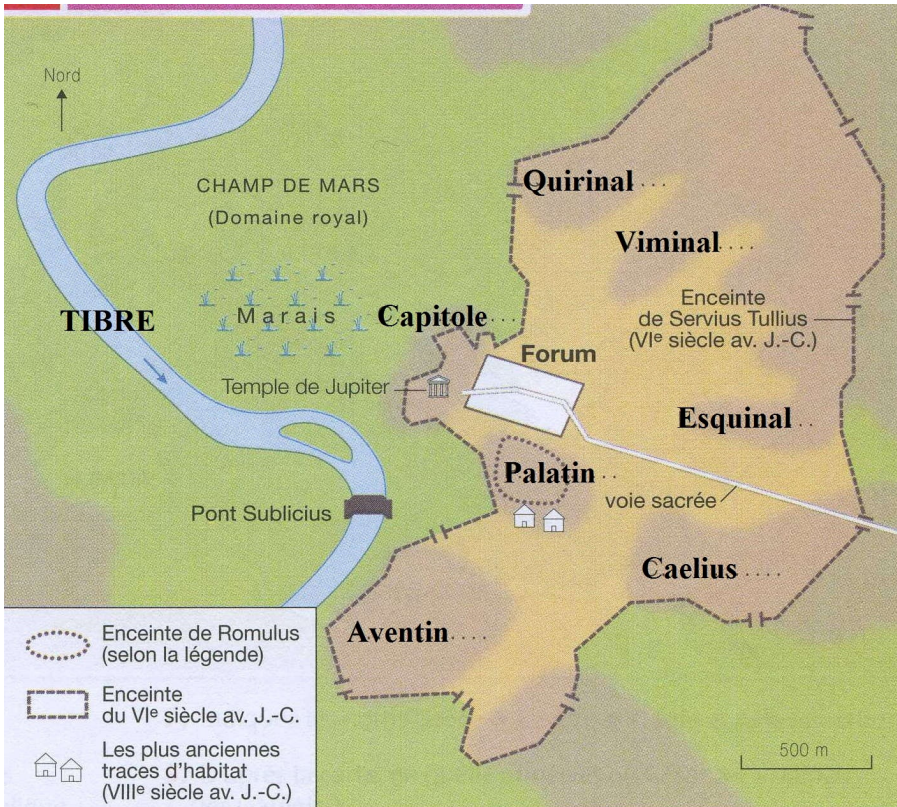 Nord
CHAMP DE MARS
(Domaine royal)
Quirinal ....
Viminal ....
TIBRE
Marais
Capitole ....
Enceinte
de Servius Tullius
(VIe siècle av. J.-C.)
Forum
Temple de Jupiter
Esquinal ..
Palatin ...
voie sacrée
Pont Sublicius
Caelius ....
Aventin ....
Enceinte de Romulus
(selon la légende)
Enceinte
du VIe siècle av. J.-C.
Les plus anciennes
traces d'habitat
(VIIIe siècle av. J.-C.)
500 m